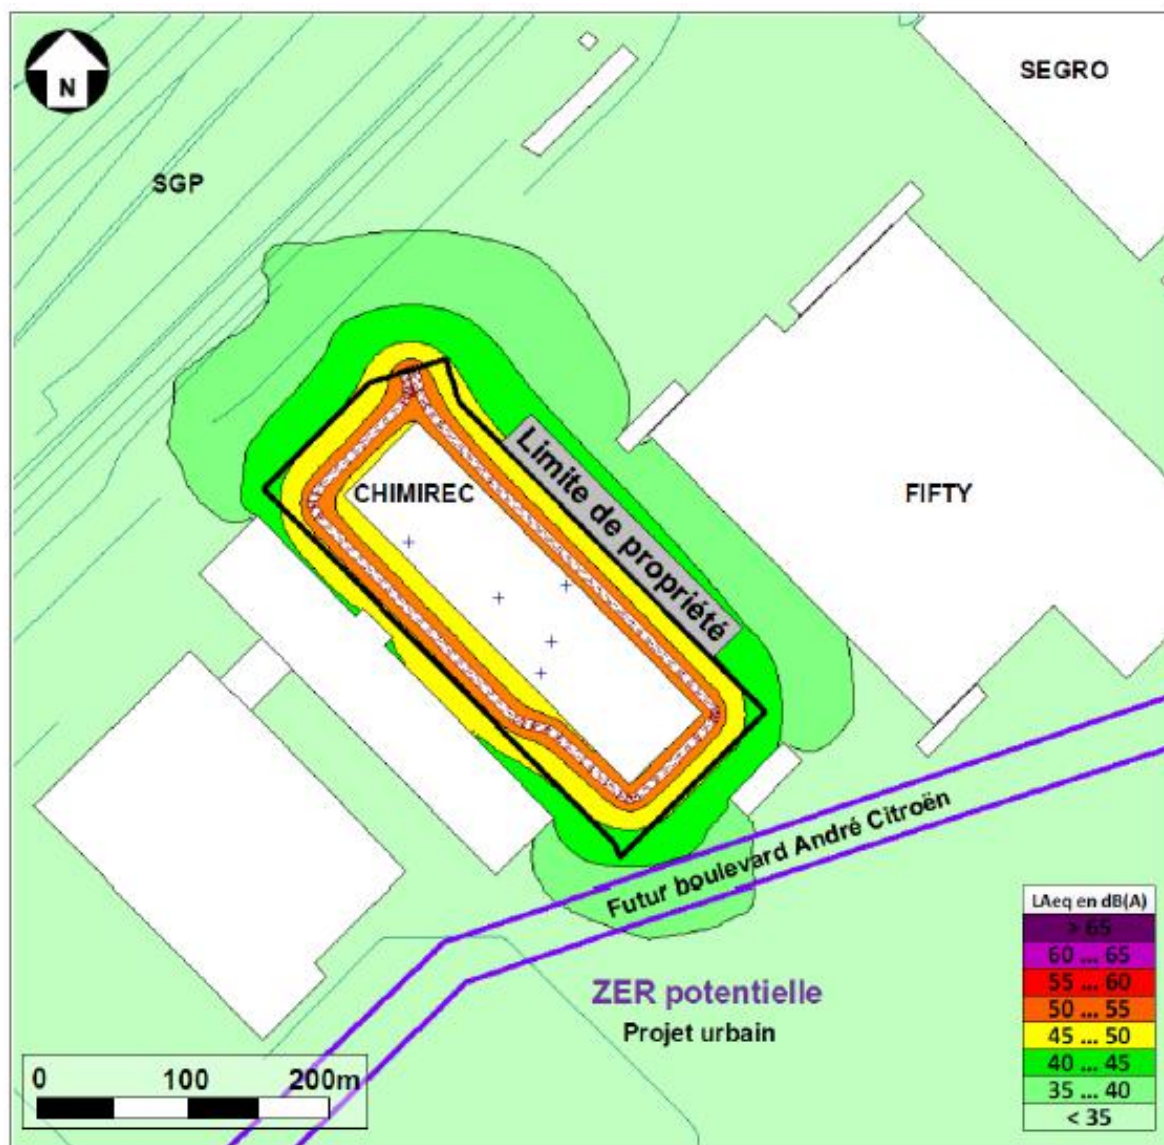 N
SEGRO
SGP
CHIMIREC
Limite de propriété
FIFTY
Futur boulevard André Citroën
ZER potentielle
Projet urbain
LAeq en dB(A)
> 65
60 ... 65
55 ... 60
50 ... 55
45 ... 50
40 ... 45
35 ... 40
< 35
0 100 200m